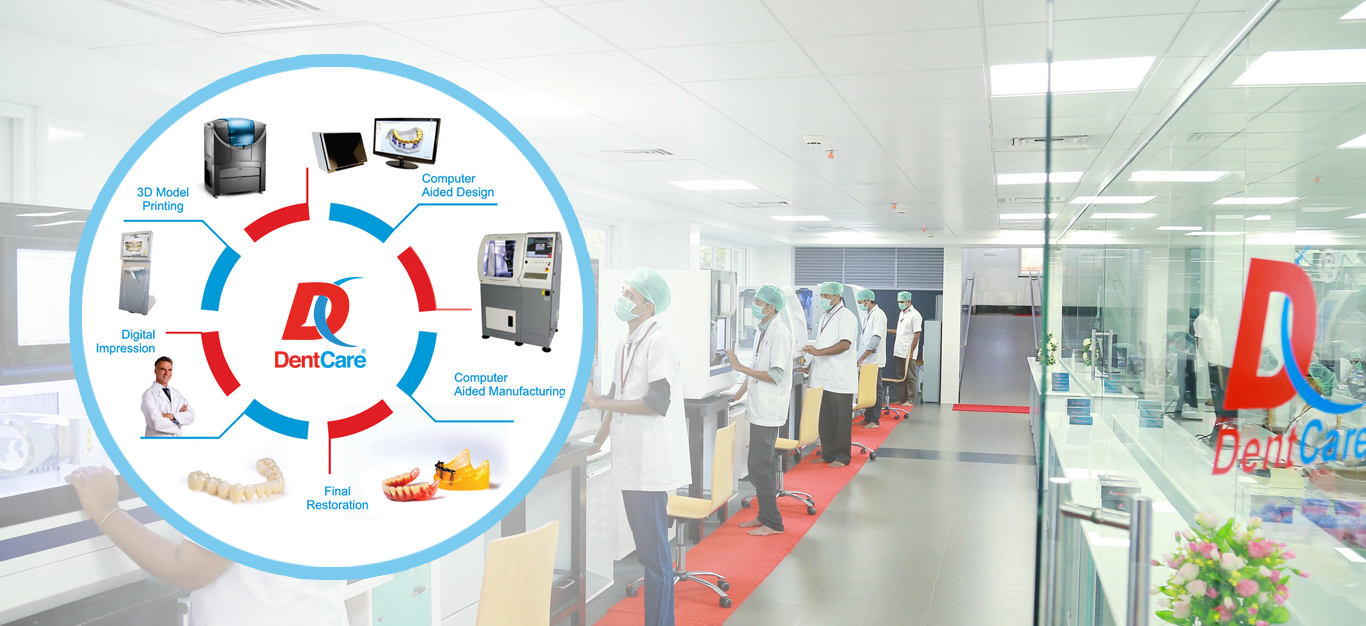 Computer
Aided Design
3D Model
Printing
DentCare®
Digital
Impression
Computer
Aided Manufacturing
Final
Restoration
DentCare